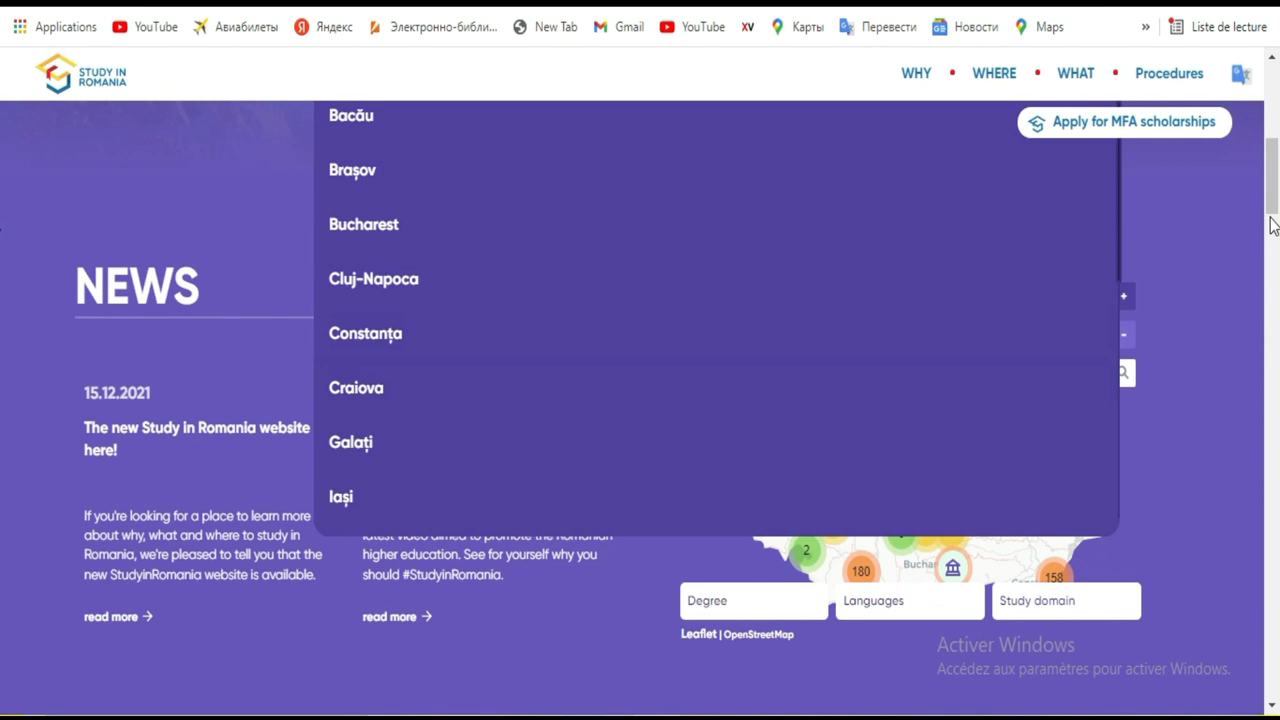 Applications YouTube Авиабилеты Яндекс Электронно-библи... New Tab Gmail YouTube XV Карты Перевести Новости Maps » Liste de lecture
STUDY IN
ROMANIA
WHY • WHERE • WHAT • Procedures
Apply for MFA scholarships
Bacău
Brașov
Bucharest
Cluj-Napoca
Constanța
Craiova
Galați
Iași
+
-
NEWS
15.12.2021
The new Study in Romania website
here!
If you're looking for a place to learn more
about why, what and where to study in
Romania, we're pleased to tell you that the
new StudyinRomania website is available.
read more →
latest video aimed to promote the Romanian
higher education. See for yourself why you
should #StudyinRomania.
read more →
2
180
Buchar
158
Degree
Languages
Study domain
Leaflet | OpenStreetMap
Activer Windows
Accédez aux paramètres pour activer Windows.